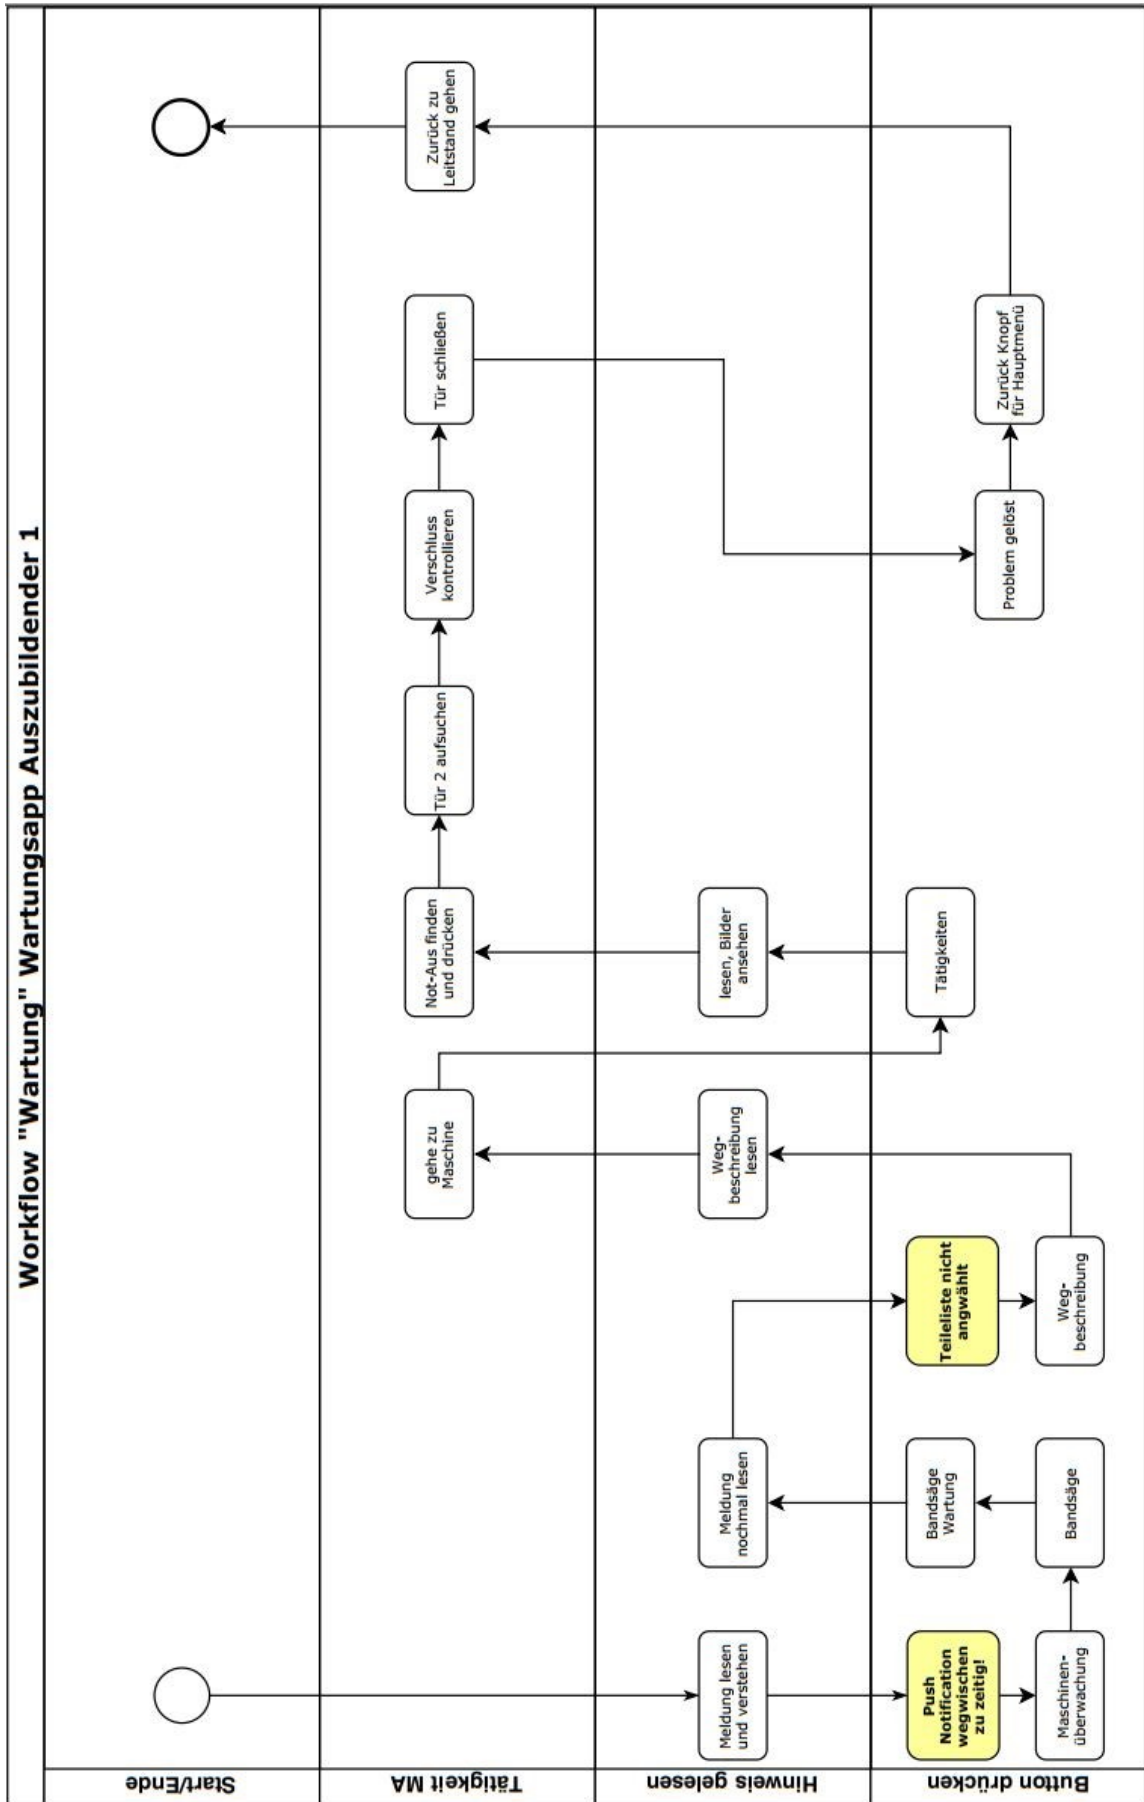 Workflow "Wartung" Wartungsapp Auszubildender 1
Start/Ende
Tätigkeit MA
Hinweis gelesen
Button drücken
Meldung lesen
und verstehen
Push
Notification
wegwischen
zu zeitig!
Maschinen-
überwachung
Bandsäge
Bandsäge
Wartung
Meldung
nochmal lesen
Teileliste nicht
angwählt
Weg-
beschreibung
Weg-
beschreibung
lesen
gehe zu
Maschine
Tätigkeiten
lesen, Bilder
ansehen
Not-Aus finden
und drücken
Tür 2 aufsuchen
Verschluss
kontrollieren
Tür schließen
Problem gelöst
Zurück Knopf
für Hauptmenü
Zurück zu
Leitstand gehen